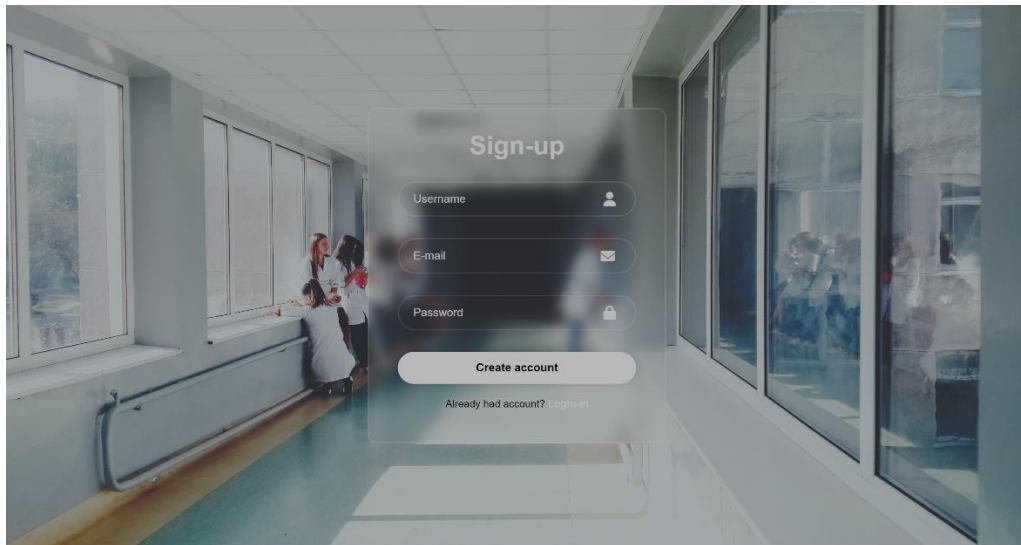 Sign-up
Username
E-mail
Password
Create account
Already had account? Login-in